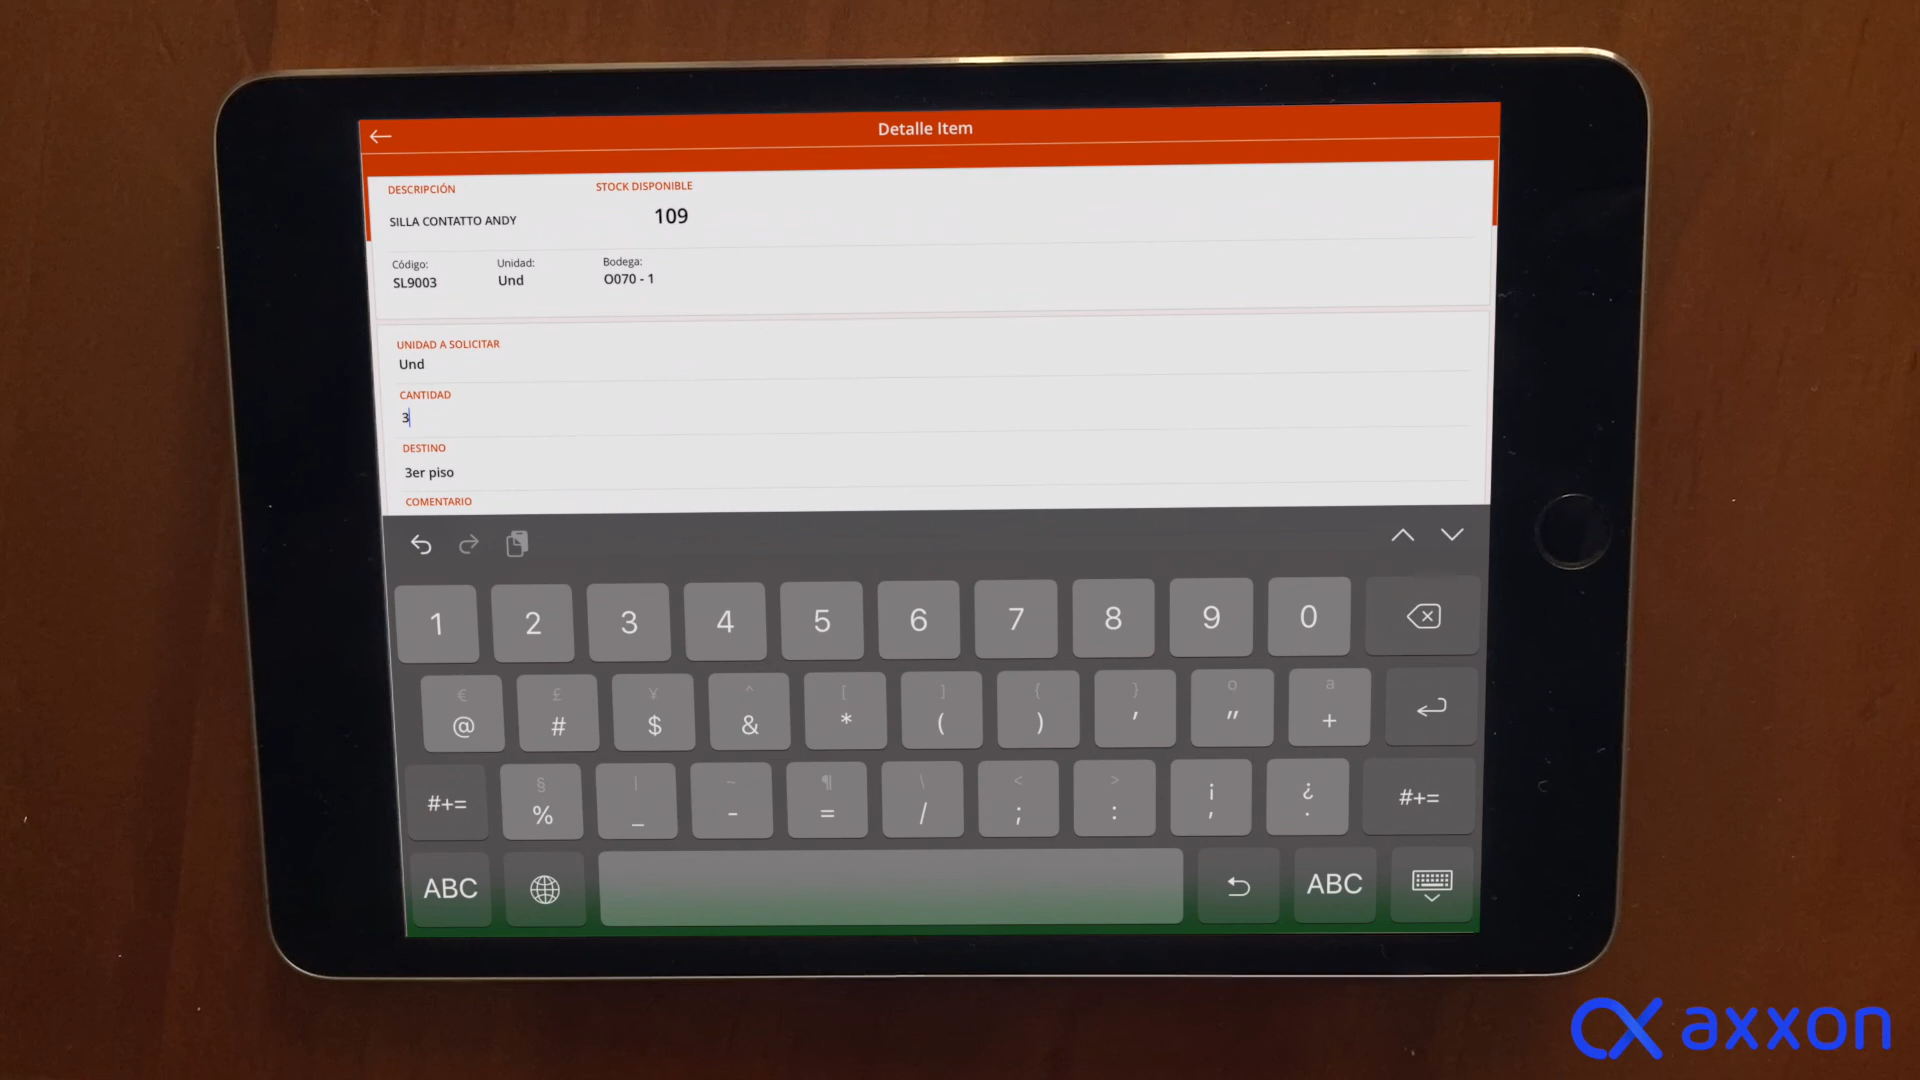 Detalle Item
DESCRIPCIÓN STOCK DISPONIBLE
SILLA CONTATTO ANDY 109
Código: Unidad: Bodega:
SL9003 Und O070 - 1
UNIDAD A SOLICITAR
Und
CANTIDAD
3
DESTINO
3er piso
COMENTARIO
1 2 3 4 5 6 7 8 9 0
€ £ ¥ ^ [ ] { } o a
@ # $ & * ( ) ' " +
§ | ~ ¶ \ < > ¡ ¿
#+= % _ - = / ; : , . #+=
ABC ABC
axxon